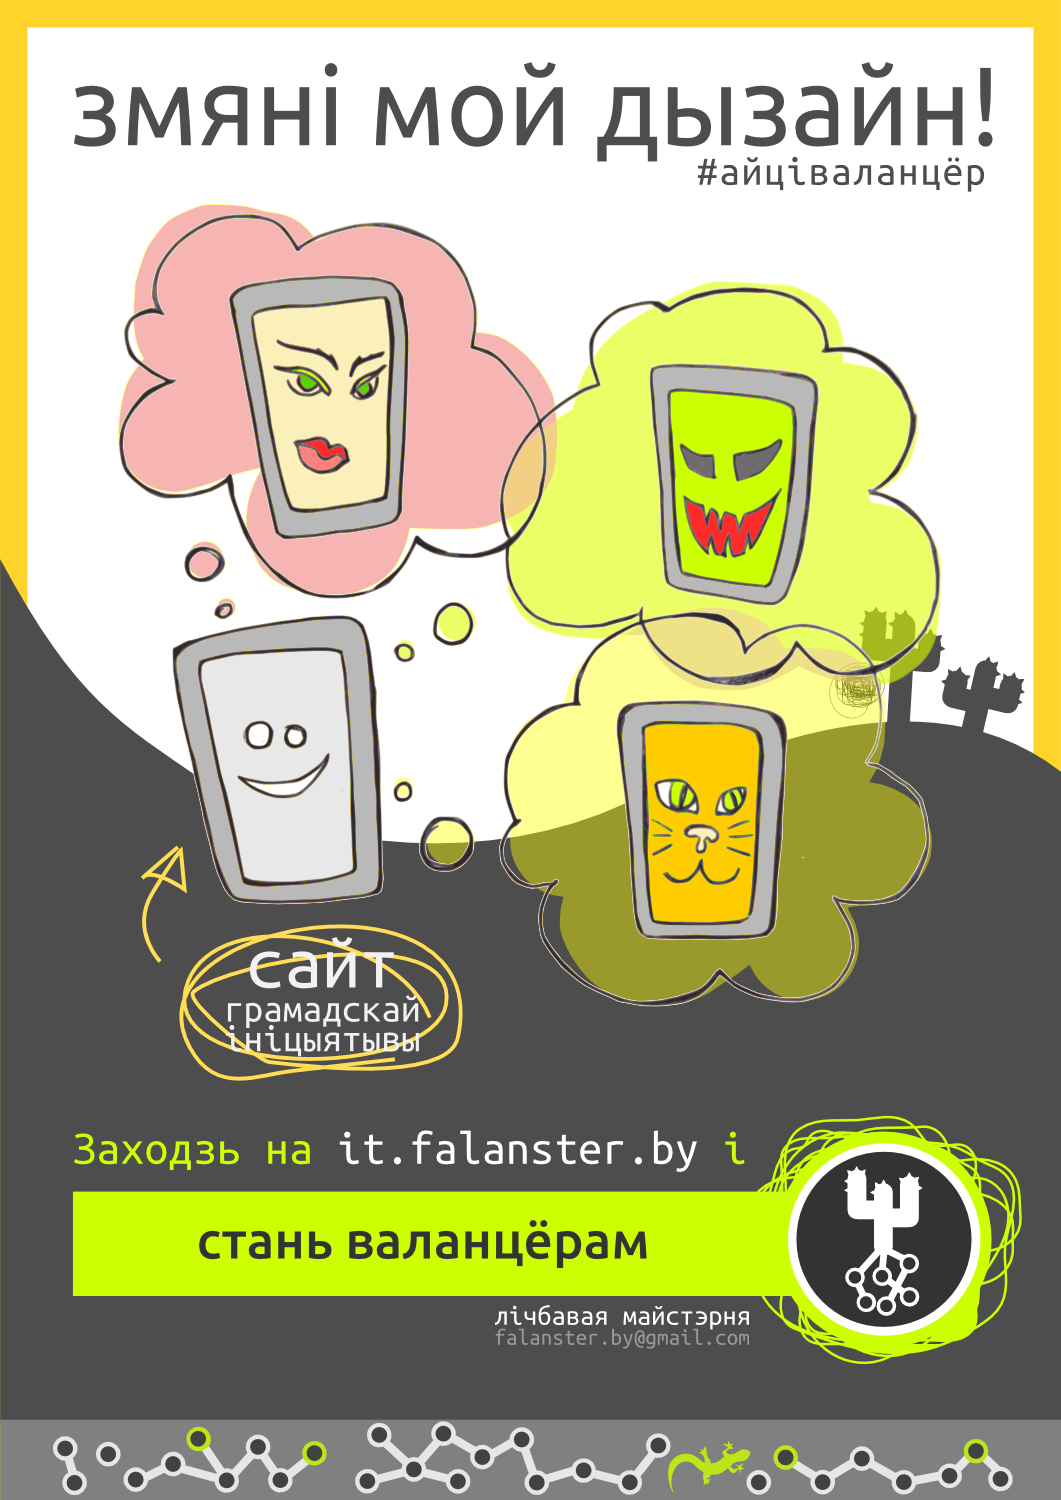 змяні мой дызайн!
#айціваланцёр
сайт
грамадскай
ініцыятывы
Заходзь на it.falanster.by і
стань валанцёрам
лічбавая майстэрня
falanster.by@gmail.com